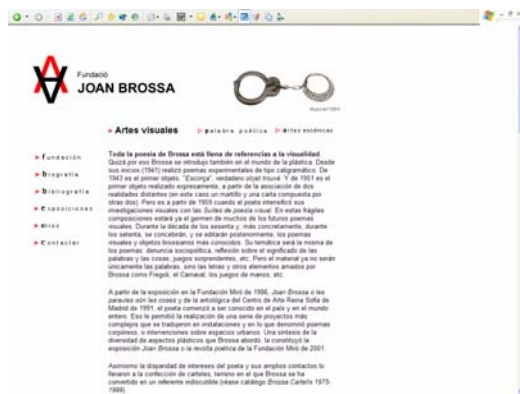 Fundació
JOAN BROSSA
Artes visuales
palabra poética
artes escénicas
fundación
biografía
bibliografía
exposiciones
otros
contactar
Toda la poesía de Brossa está llena de referencias a la visualidad
Quizá por eso Brossa se introdujo también en el mundo de la plástica. Desde
sus inicios (1941) realizó poemas experimentales de tipo caligramático. De
1943 es el primer objeto, "Escorça", verdadero objet trouvé. Y de 1951 es el
primer objeto realizado expresamente, a partir de la asociación de dos
realidades distantes (en este caso un martillo y una carta compuesta por
otras dos). Pero es a partir de 1959 cuando el poeta intensificó sus
investigaciones visuales con las Suites de poesia visual. En estas frágiles
composiciones estará ya el germen de muchos de los futuros poemas
visuales. Durante la década de los sesenta y, más concretamente, durante
los setenta, se concebirán, y se editarán posteriormente, los poemas
visuales y objetos brossianos más conocidos. Su temática será la misma de
los poemas: denuncia sociopolítica, reflexión sobre el significado de las
palabras y las cosas, juegos sorprendentes, etc. Pero el material ya no serán
únicamente las palabras, sino las letras y otros elementos amados por
Brossa como Fregoli, el Carnaval, los juegos de manos, etc.
A partir de la exposición en la Fundación Miró de 1986, Joan Brossa o les
paraules són les coses y de la antológica del Centro de Arte Reina Sofía de
Madrid de 1991, el poeta comenzó a ser conocido en el país y en el mundo
entero. Eso le permitió la realización de una serie de proyectos más
complejos que se tradujeron en instalaciones y en lo que denominó poemas
corpóreos, o intervenciones sobre espacios urbanos. Una síntesis de la
diversidad de aspectos plásticos que Brossa abordó, la constituyó la
exposición Joan Brossa o la revolta poètica de la Fundación Miró de 2001.
Asimismo la disparidad de intereses del poeta y sus amplios contactos lo
llevaron a la confección de carteles, terreno en el que Brossa se ha
convertido en un referente indiscutible (véase catálogo Brossa Cartells 1975-
1999).